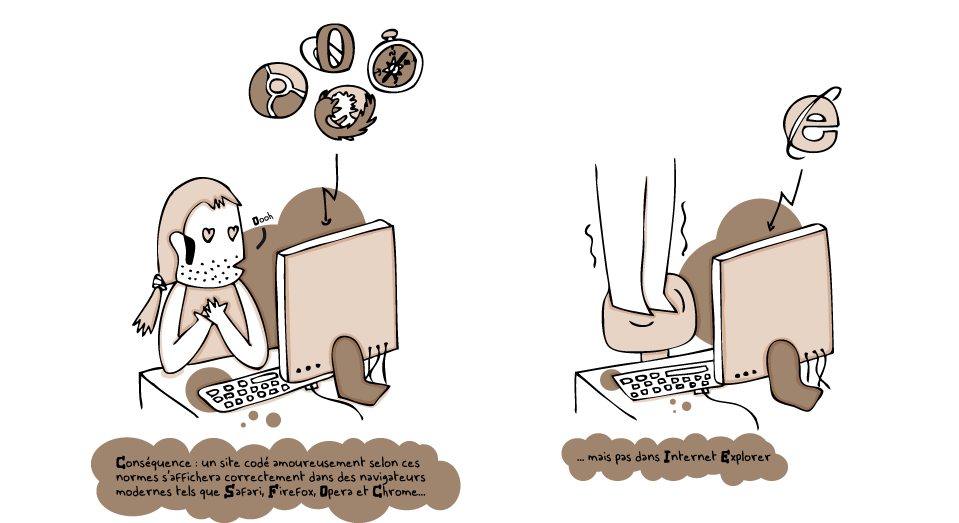 Oooh
Conséquence : un site codé amoureusement selon ces
normes s'affichera correctement dans des navigateurs
modernes tels que Safari, Firefox, Opera et Chrome...
... mais pas dans Internet Explorer